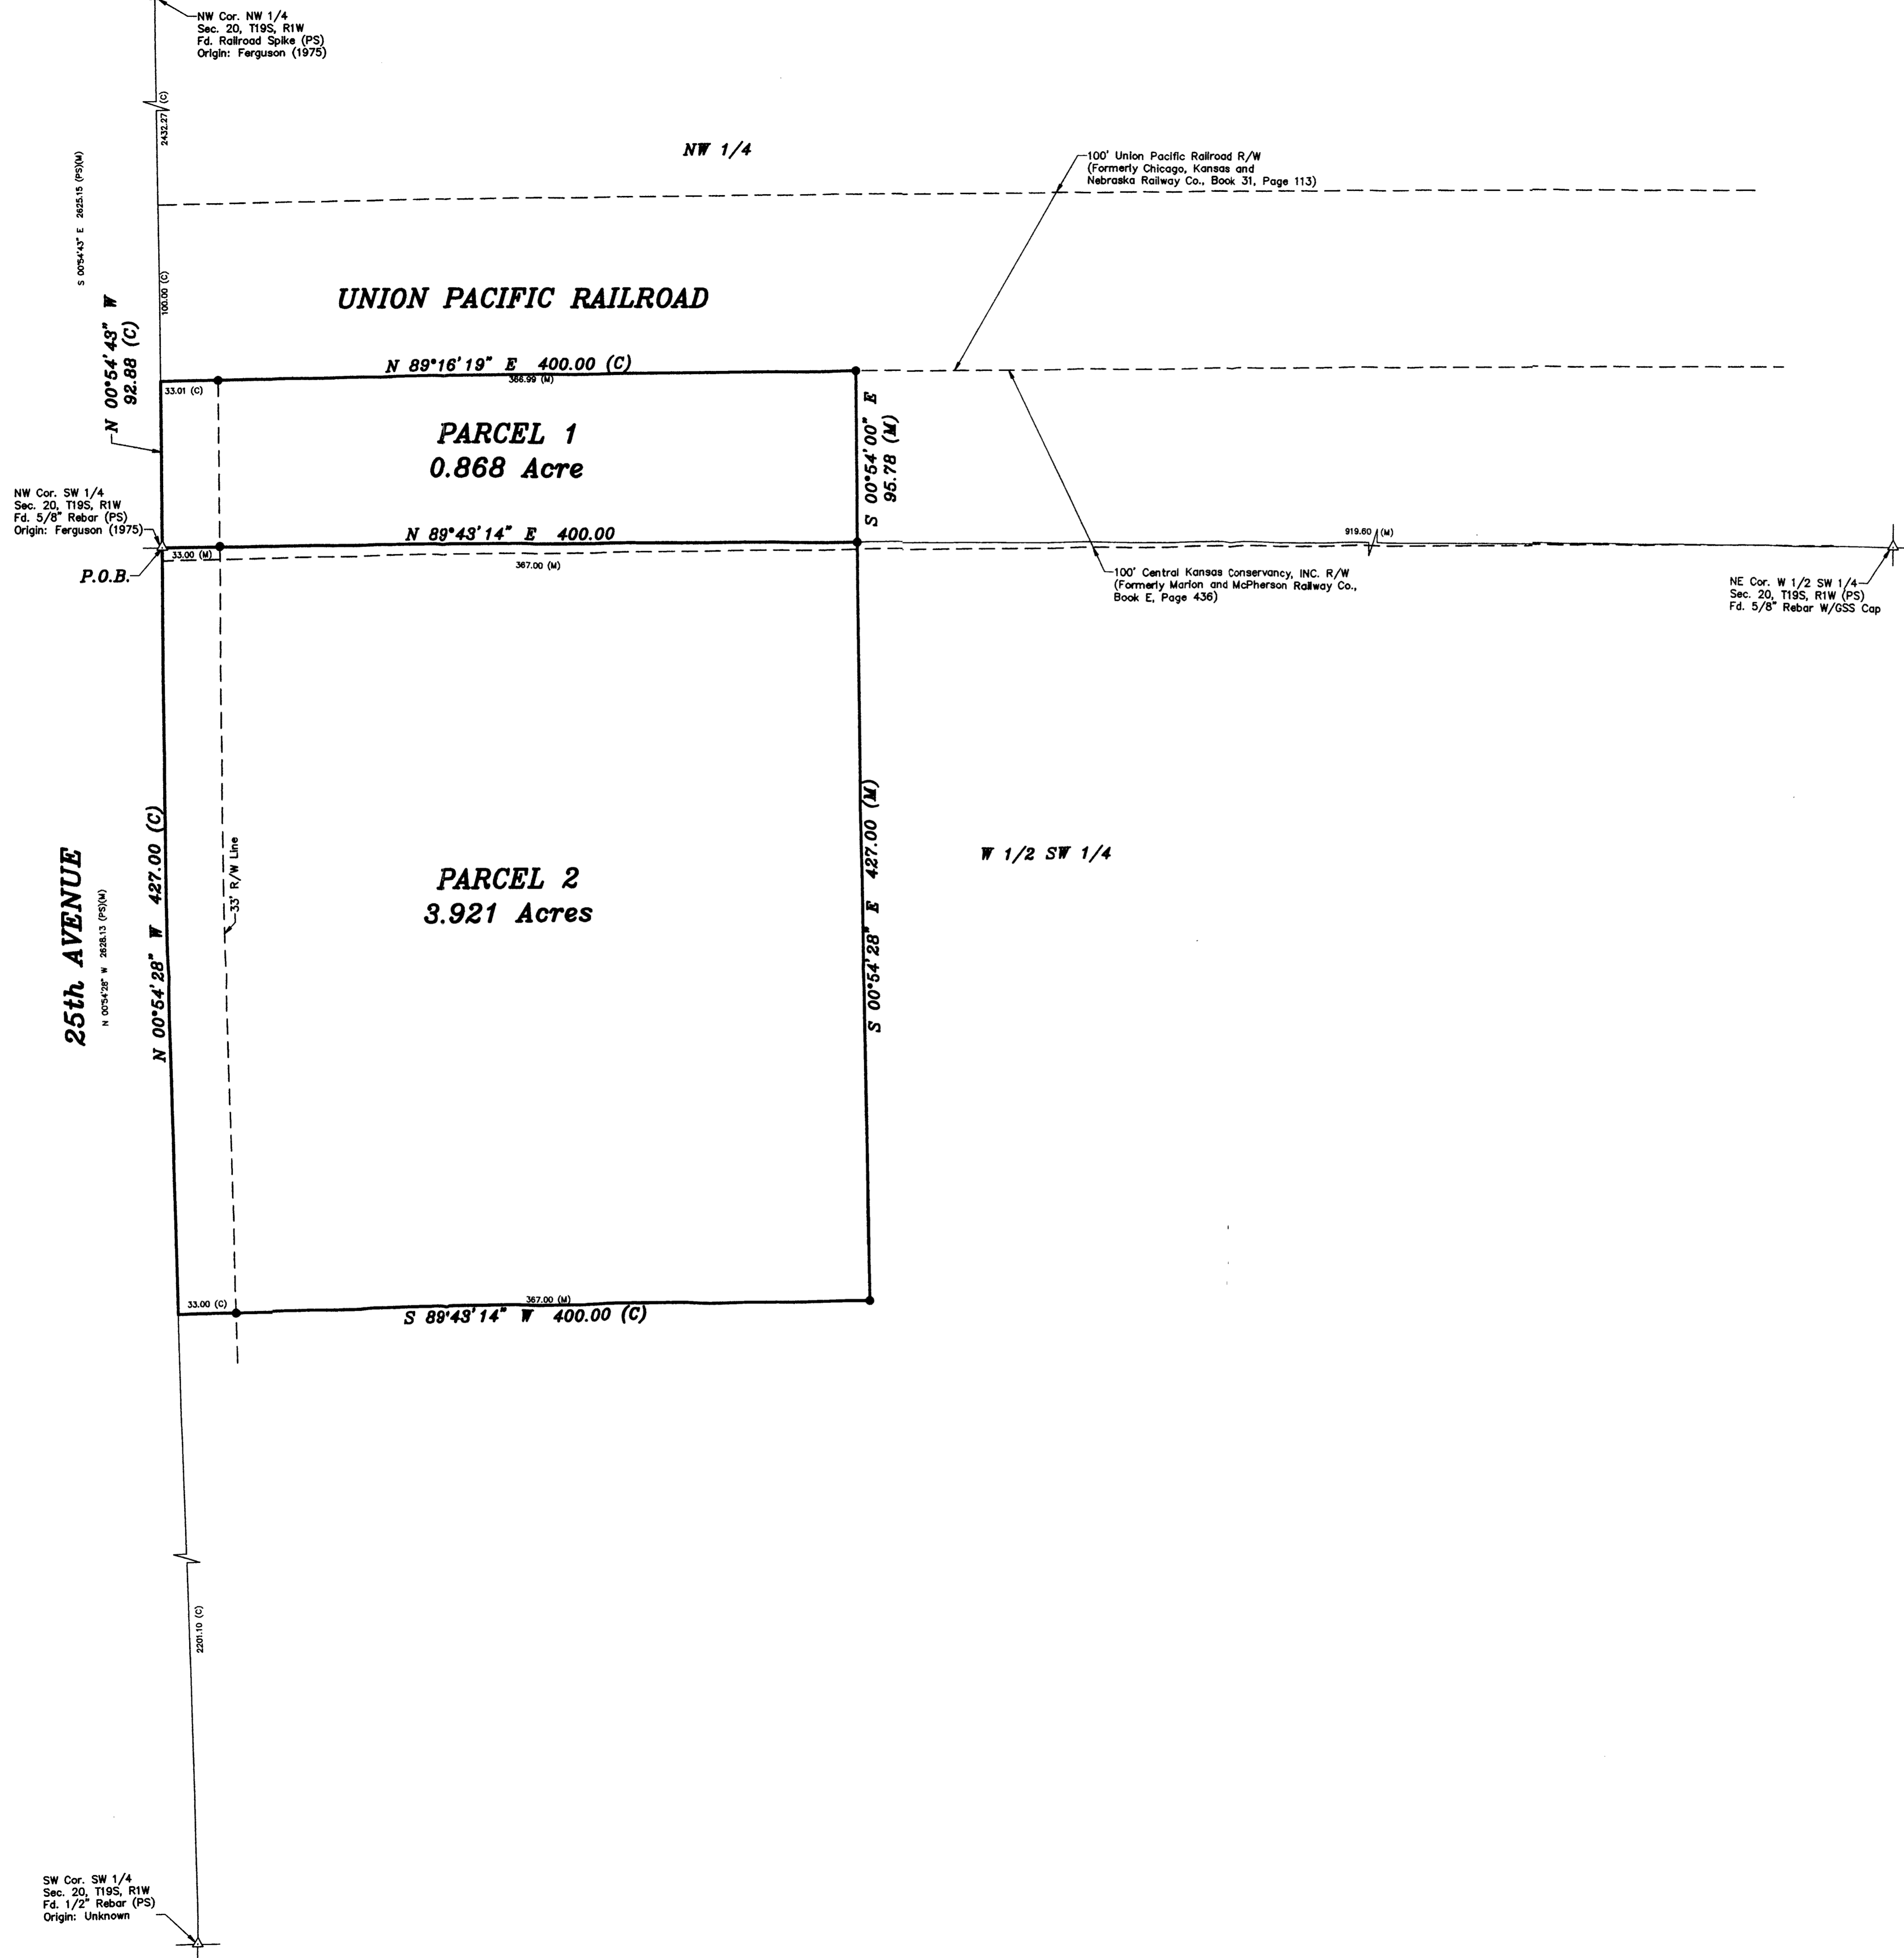 NW Cor. NW 1/4
Sec. 20, T19S, R1W
Fd. Railroad Spike (PS)
Origin: Ferguson (1975)
2432.27 (C)
S 00°54'43" E 2625.15 (PS)(M)
NW 1/4
100' Union Pacific Railroad R/W
(Formerly Chicago, Kansas and
Nebraska Railway Co., Book 31, Page 113)
100.00 (C)
UNION PACIFIC RAILROAD
N 00°54'43" W
92.88 (C)
N 89°16'19" E 400.00 (C)
33.01 (C)
366.99 (M)
PARCEL 1
0.868 Acre
S 00°54'00" E
95.78 (M)
NW Cor. SW 1/4
Sec. 20, T19S, R1W
Fd. 5/8" Rebar (PS)
Origin: Ferguson (1975)
N 89°43'14" E 400.00
33.00 (M)
367.00 (M)
919.60 (M)
P.O.B.
100' Central Kansas Conservancy, INC. R/W
(Formerly Marion and McPherson Railway Co.,
Book E, Page 436)
NE Cor. W 1/2 SW 1/4
Sec. 20, T19S, R1W (PS)
Fd. 5/8" Rebar W/GSS Cap
25th AVENUE
N 00°54'28" W 2628.13 (PS)(M)
N 00°54'28" W 427.00 (C)
33' R/W Line
PARCEL 2
3.921 Acres
S 00°54'28" E 427.00 (M)
W 1/2 SW 1/4
33.00 (C)
367.00 (M)
S 89°43'14" W 400.00 (C)
2201.10 (C)
SW Cor. SW 1/4
Sec. 20, T19S, R1W
Fd. 1/2" Rebar (PS)
Origin: Unknown